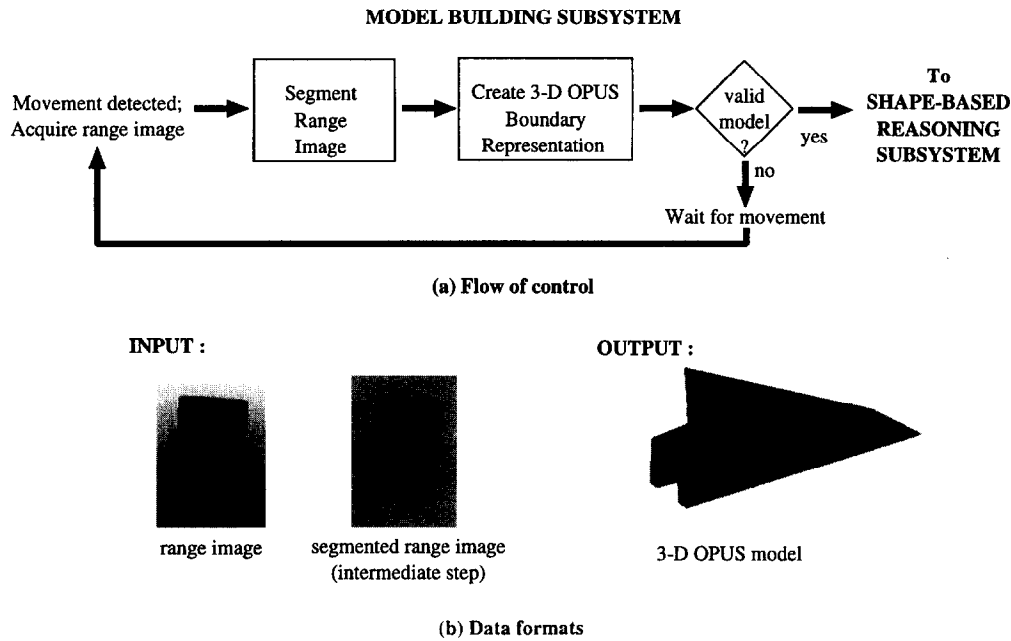 MODEL BUILDING SUBSYSTEM
Movement detected;
Acquire range image
Segment
Range
Image
Create 3-D OPUS
Boundary
Representation
valid
model
?
yes
no
Wait for movement
To
SHAPE-BASED
REASONING
SUBSYSTEM
(a) Flow of control
INPUT :
OUTPUT :
range image
segmented range image
(intermediate step)
3-D OPUS model
(b) Data formats